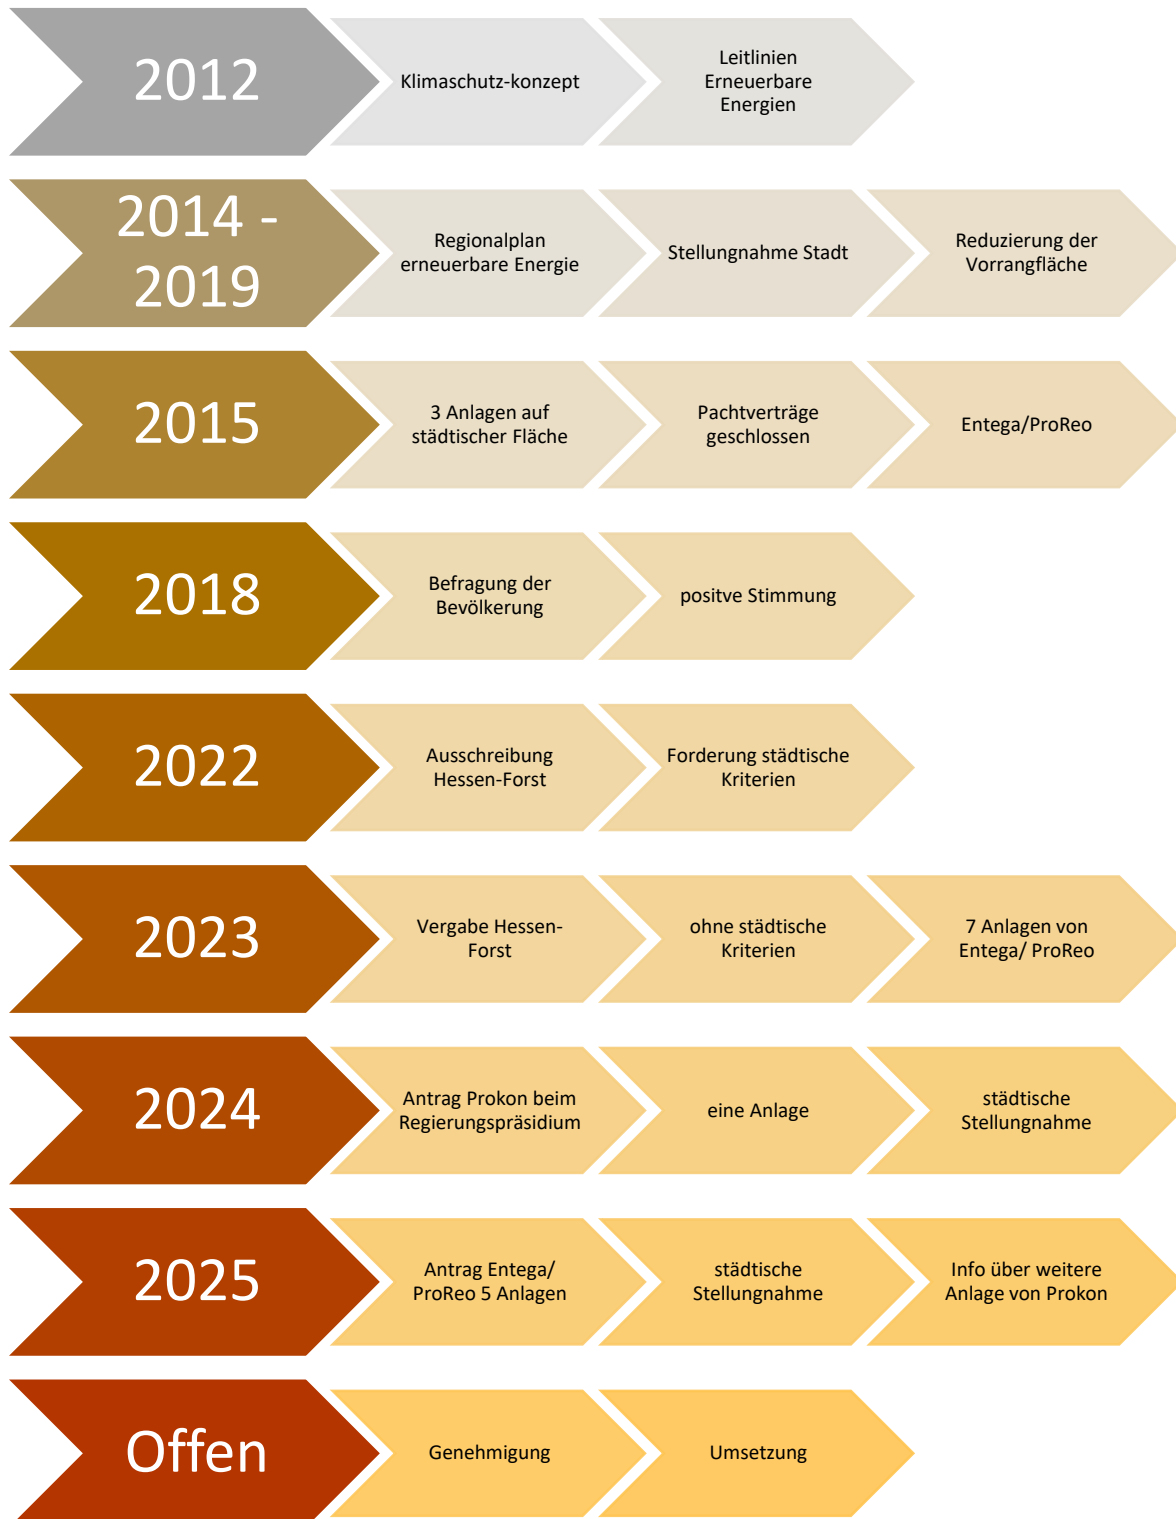 2012
Klimaschutz-konzept
Leitlinien
Erneuerbare
Energien
2014 -
2019
Regionalplan
erneuerbare Energie
Stellungnahme Stadt
Reduzierung der
Vorrangfläche
2015
3 Anlagen auf
städtischer Fläche
Pachtverträge
geschlossen
Entega/ProReo
2018
Befragung der
Bevölkerung
positve Stimmung
2022
Ausschreibung
Hessen-Forst
Forderung städtische
Kriterien
2023
Vergabe Hessen-
Forst
ohne städtische
Kriterien
7 Anlagen von
Entega/ ProReo
2024
Antrag Prokon beim
Regierungspräsidium
eine Anlage
städtische
Stellungnahme
2025
Antrag Entega/
ProReo 5 Anlagen
städtische
Stellungnahme
Info über weitere
Anlage von Prokon
Offen
Genehmigung
Umsetzung